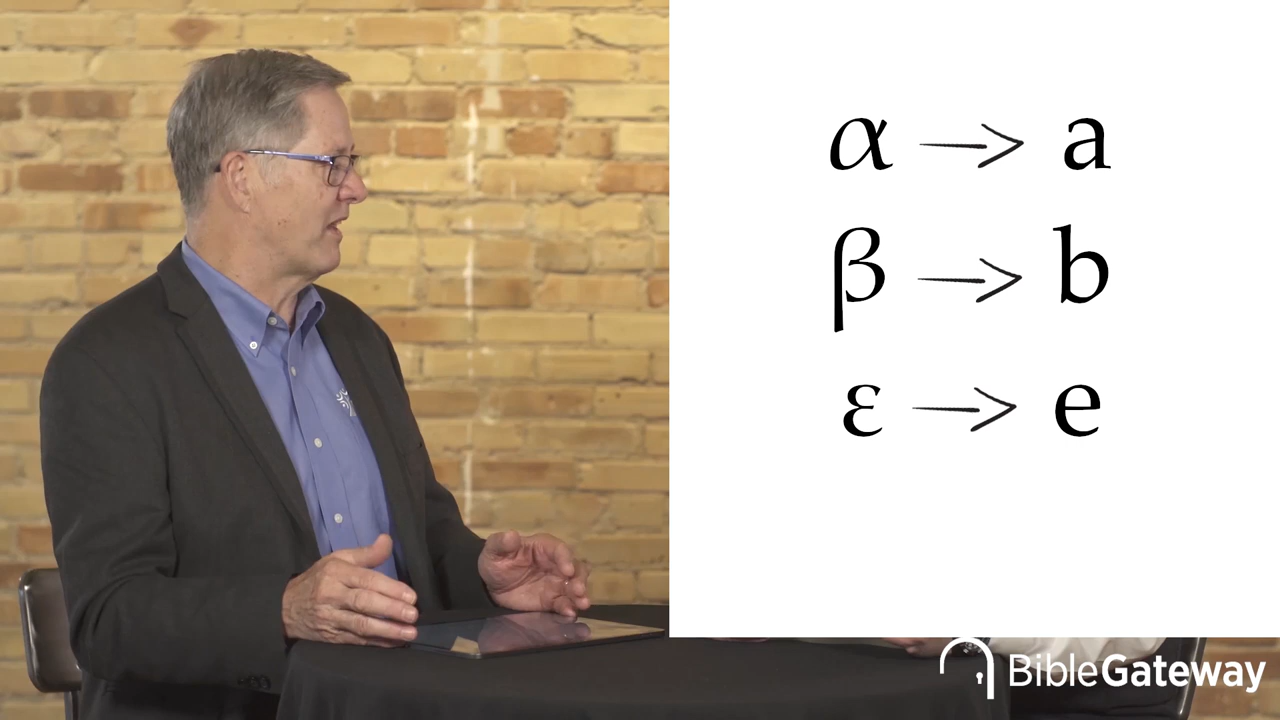 α → a
β → b
ε → e
BibleGateway